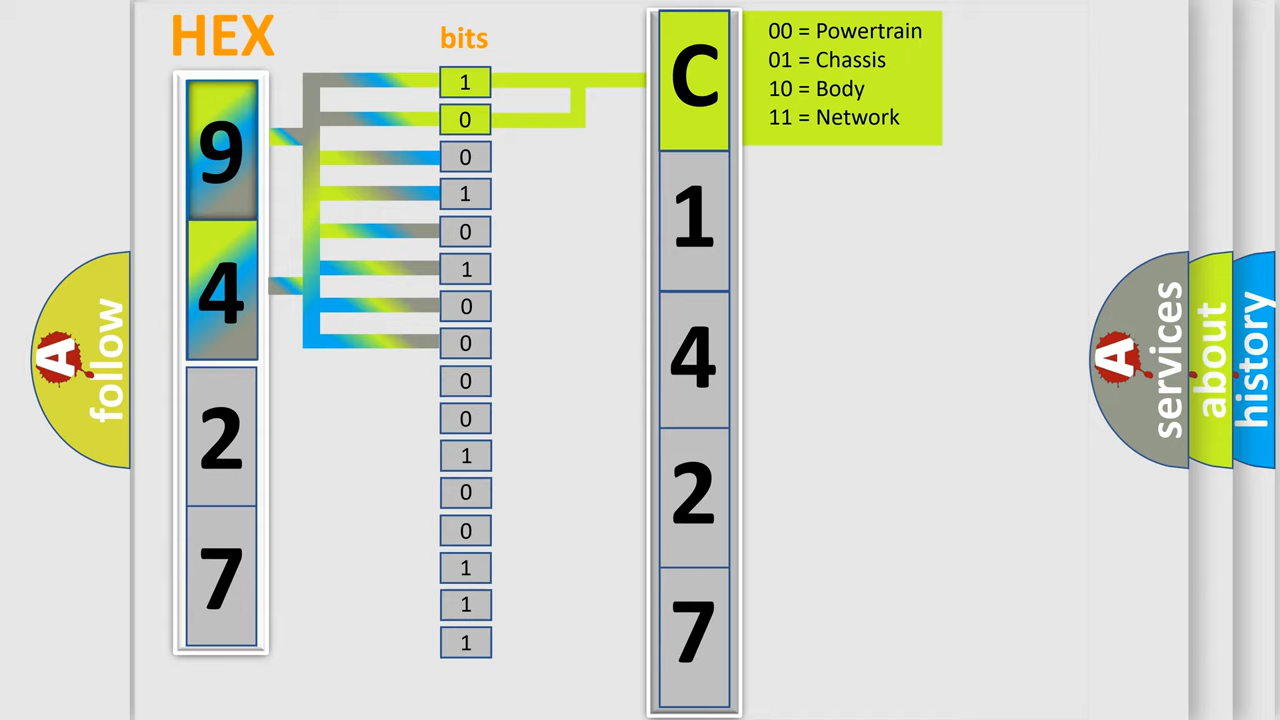 HEX
bits
9
4
2
7
1
0
0
1
0
1
0
0
0
0
1
0
0
1
1
1
C
1
4
2
7
00 = Powertrain
01 = Chassis
10 = Body
11 = Network
A
follow
A
services
about
history